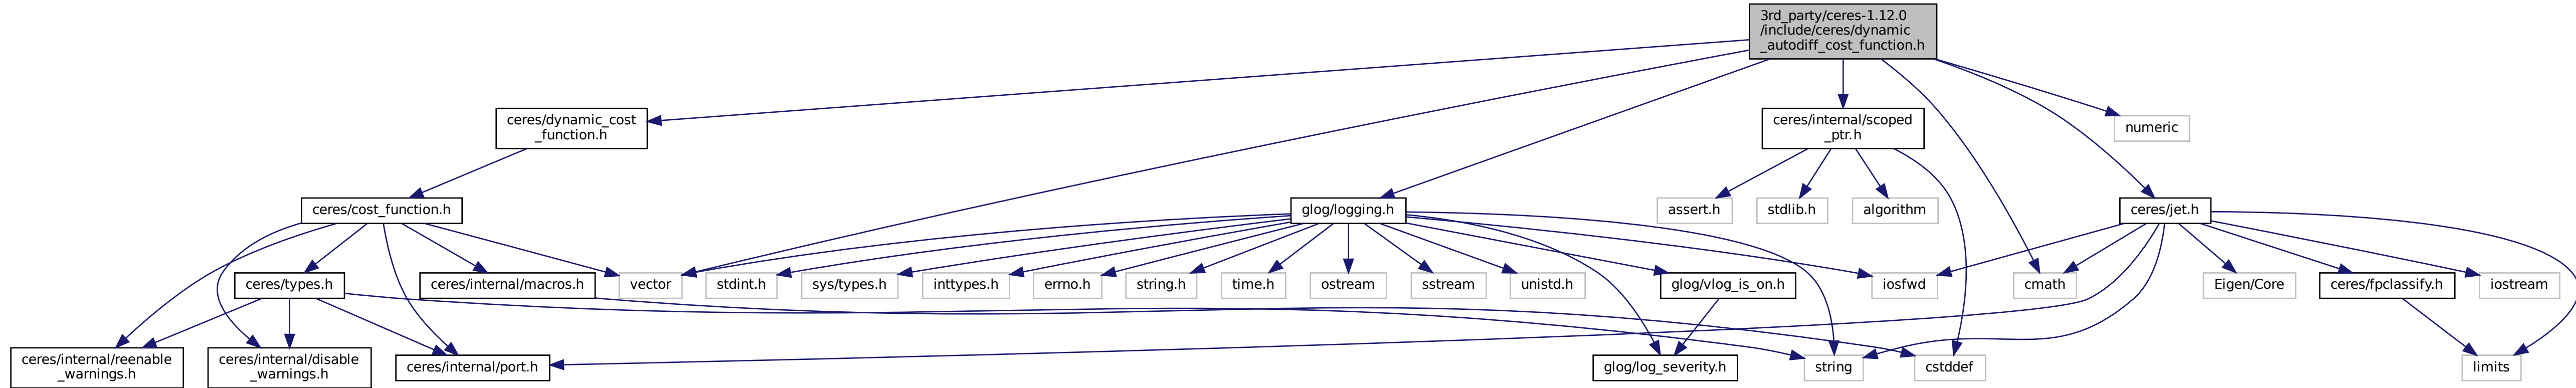 3rd_party/ceres-1.12.0
/include/ceres/dynamic
_autodiff_cost_function.h
ceres/dynamic_cost
_function.h
ceres/internal/scoped
_ptr.h
numeric
ceres/cost_function.h
glog/logging.h
assert.h
stdlib.h
algorithm
ceres/jet.h
ceres/types.h
ceres/internal/macros.h
vector
stdint.h
sys/types.h
inttypes.h
errno.h
string.h
time.h
ostream
sstream
unistd.h
glog/vlog_is_on.h
iosfwd
cmath
Eigen/Core
ceres/fpclassify.h
iostream
ceres/internal/reenable
_warnings.h
ceres/internal/disable
_warnings.h
ceres/internal/port.h
glog/log_severity.h
string
cstddef
limits